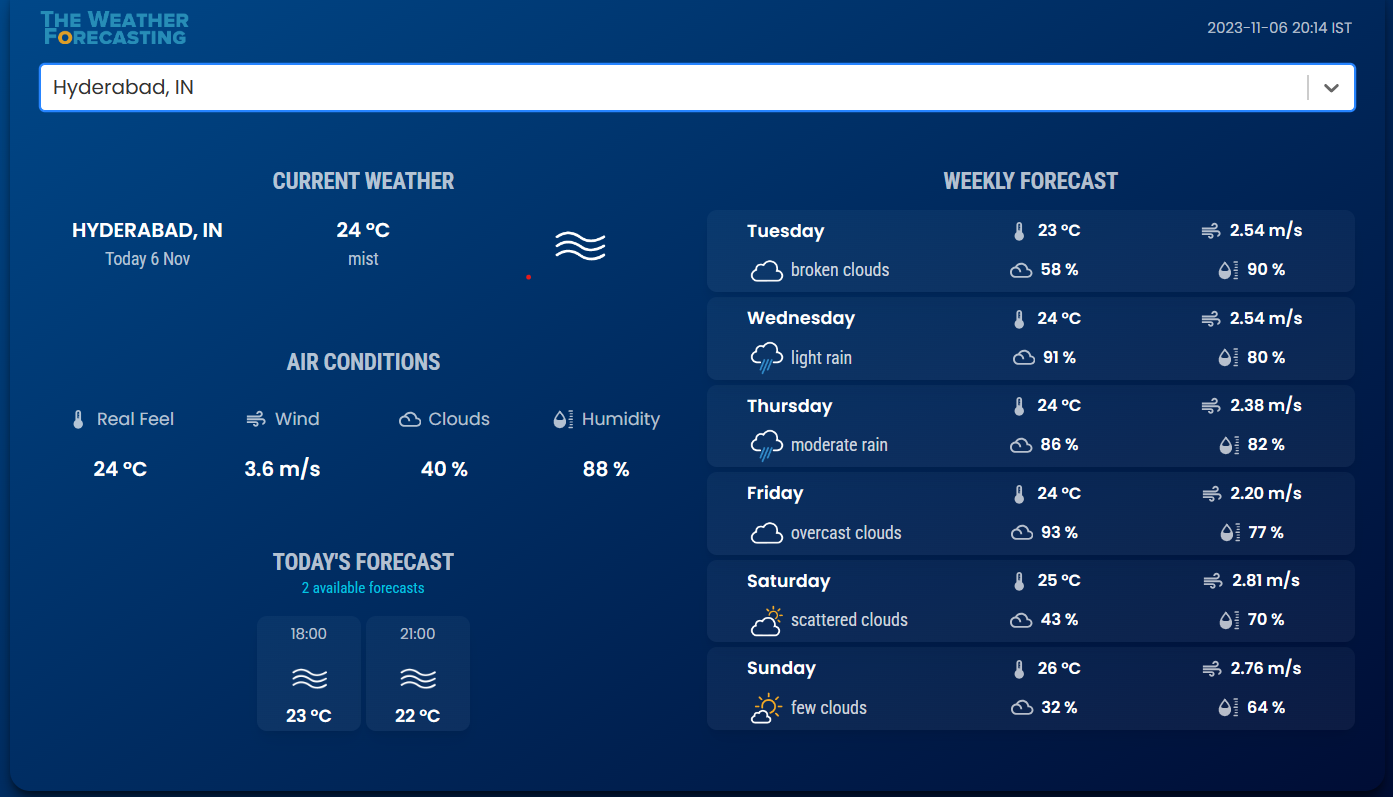 THE WEATHER
FORECASTING
2023-11-06 20:14 IST
Hyderabad, IN
CURRENT WEATHER
HYDERABAD, IN
Today 6 Nov
24 °C
mist
AIR CONDITIONS
Real Feel
24 °C
Wind
3.6 m/s
Clouds
40 %
Humidity
88 %
TODAY'S FORECAST
2 available forecasts
18:00
23 °C
21:00
22 °C
WEEKLY FORECAST
Tuesday 23 °C 2.54 m/s
broken clouds 58 % 90 %
Wednesday 24 °C 2.54 m/s
light rain 91 % 80 %
Thursday 24 °C 2.38 m/s
moderate rain 86 % 82 %
Friday 24 °C 2.20 m/s
overcast clouds 93 % 77 %
Saturday 25 °C 2.81 m/s
scattered clouds 43 % 70 %
Sunday 26 °C 2.76 m/s
few clouds 32 % 64 %